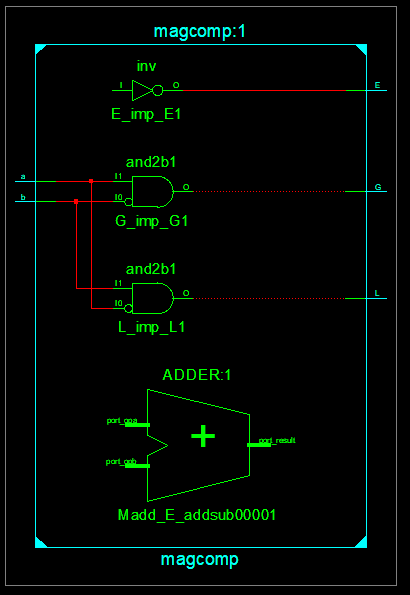 magcomp:1
inv
I O E
E_imp_E1
and2b1
a I1 O G
b I0
G_imp_G1
and2b1
I1 O L
I0
L_imp_L1
ADDER:1
port_opa
+
port_result
port_opb
Madd_E_addsub00001
magcomp